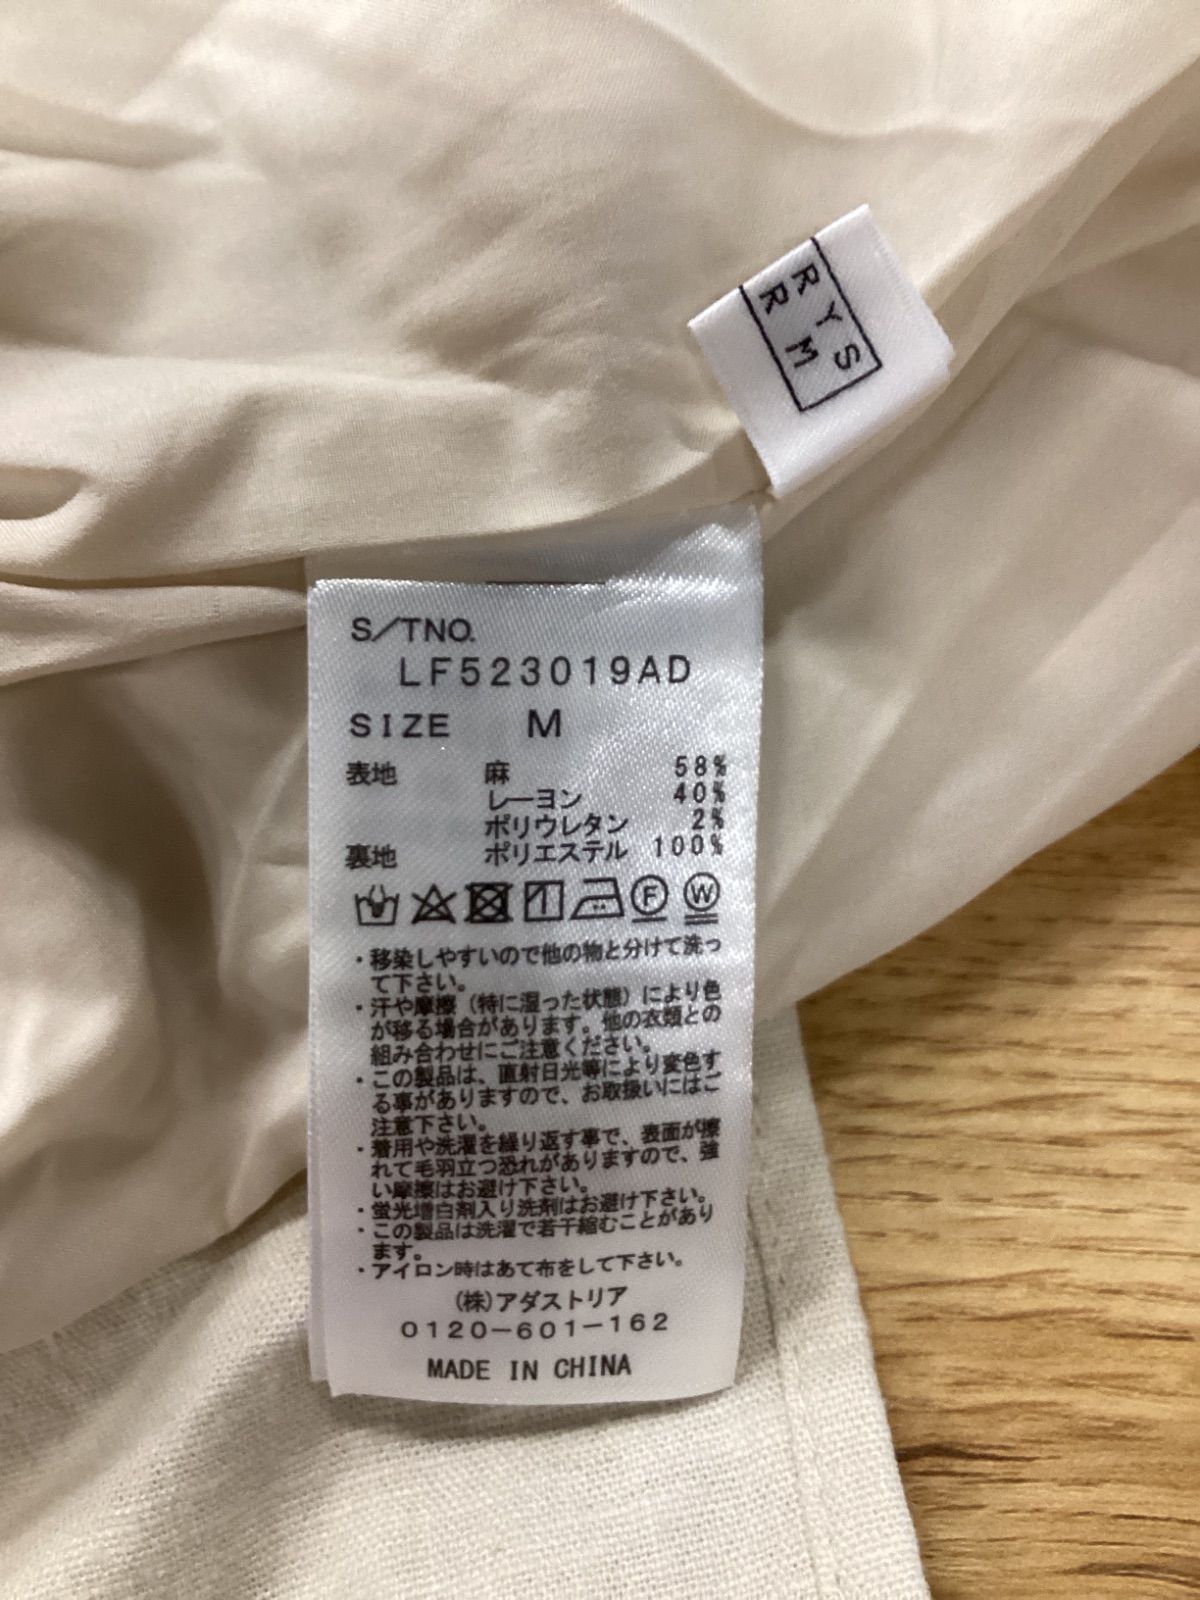 RYS
RM
S/TNO.
LF523019AD
SIZE M
表地 麻 58%
レーヨン 40%
ポリウレタン 2%
裏地 ポリエステル 100%
F W
・移染しやすいので他の物と分けて洗っ
て下さい。
・汗や摩擦（特に湿った状態）により色
が移る場合があります。他の衣類との
組み合わせにご注意ください。
・この製品は、直射日光等により変色す
る事がありますので、お取扱いにはご
注意下さい。
・着用や洗濯を繰り返す事で、表面が擦
れて毛羽立つ恐れがありますので、強
い摩擦はお避け下さい。
・蛍光増白剤入り洗剤はお避け下さい。
・この製品は洗濯で若干縮むことがあり
ます。
・アイロン時はあて布をして下さい。
(株)アダストリア
0120-601-162
MADE IN CHINA